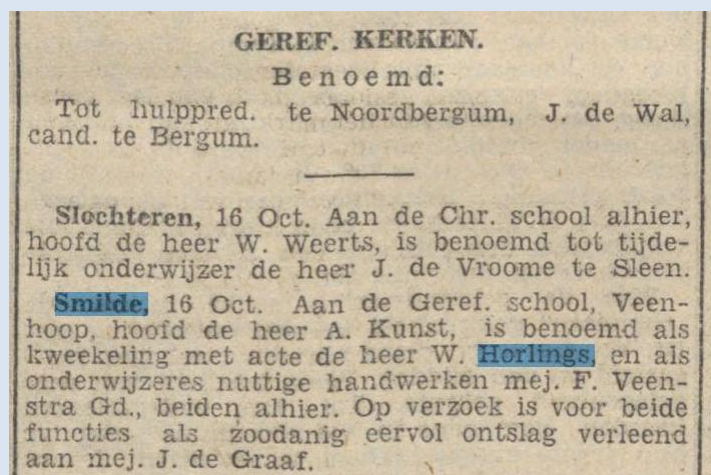 GEREF. KERKEN.
Benoemd:
Tot hulppred. te Noordbergum, J. de Wal,
cand. te Bergum.
Slochteren, 16 Oct. Aan de Chr. school alhier,
hoofd de heer W. Weerts, is benoemd tot tijde-
lijk onderwijzer de heer J. de Vroome te Sleen.
Smilde, 16 Oct. Aan de Geref. school, Veen-
hoop, hoofd de heer A. Kunst, is benoemd als
kweekeling met acte de heer W. Horlings, en als
onderwijzeres nuttige handwerken mej. F. Veen-
stra Gd., beiden alhier. Op verzoek is voor beide
functies als zoodanig eervol ontslag verleend
aan mej. J. de Graaf.